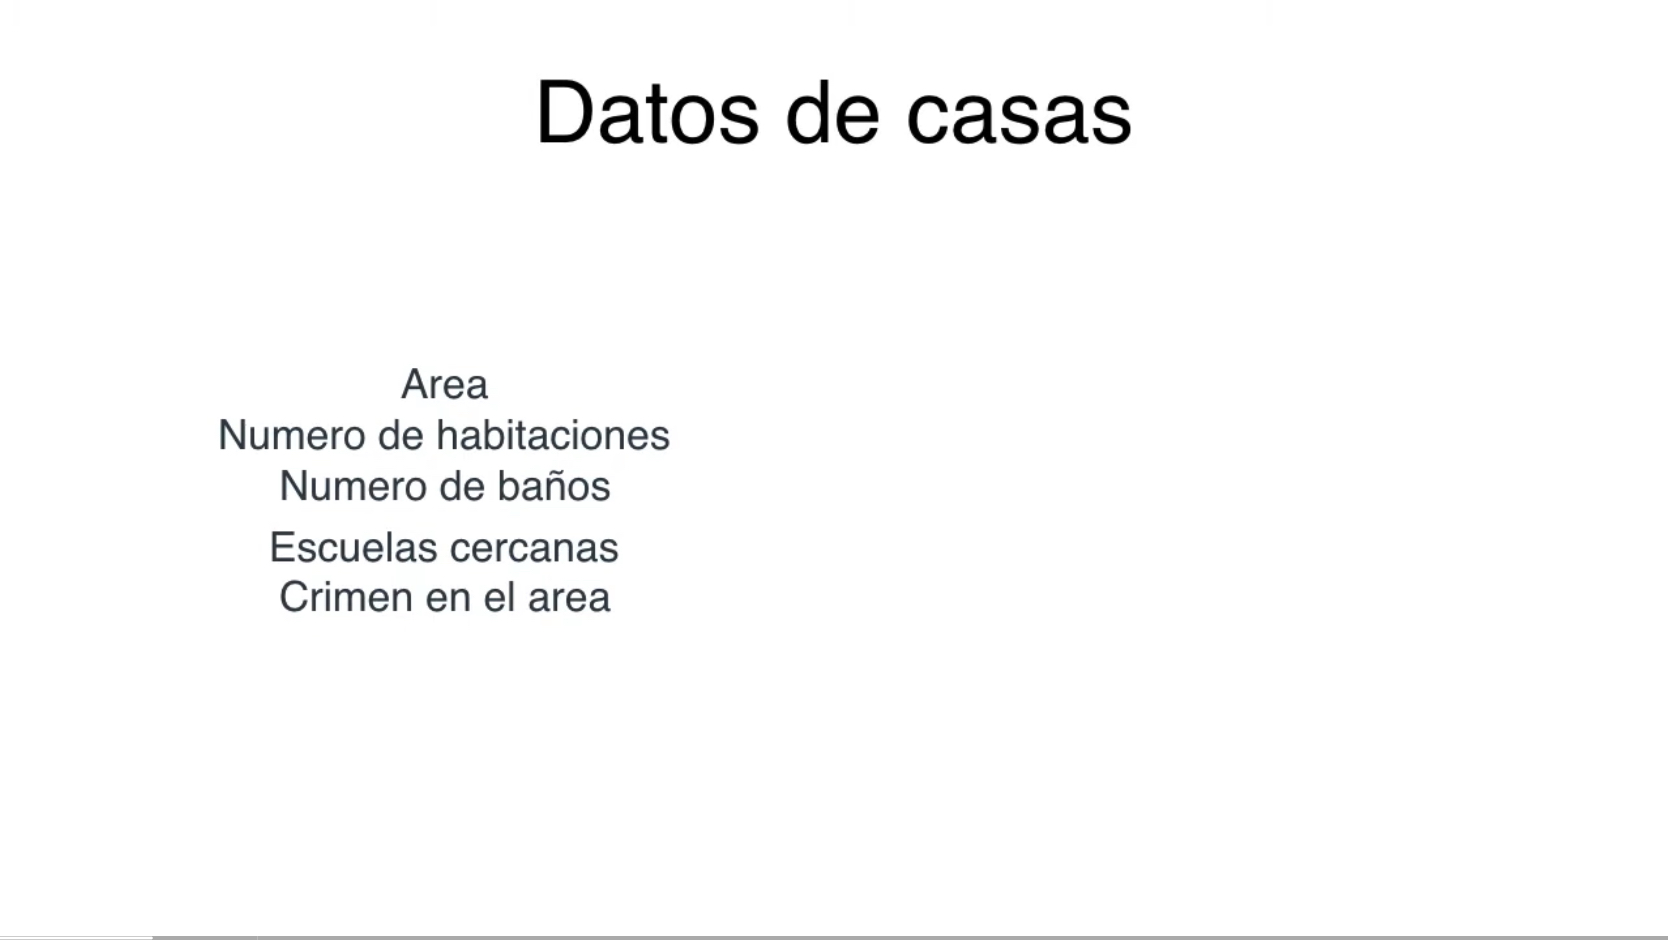 Datos de casas
Area
Numero de habitaciones
Numero de baños
Escuelas cercanas
Crimen en el area